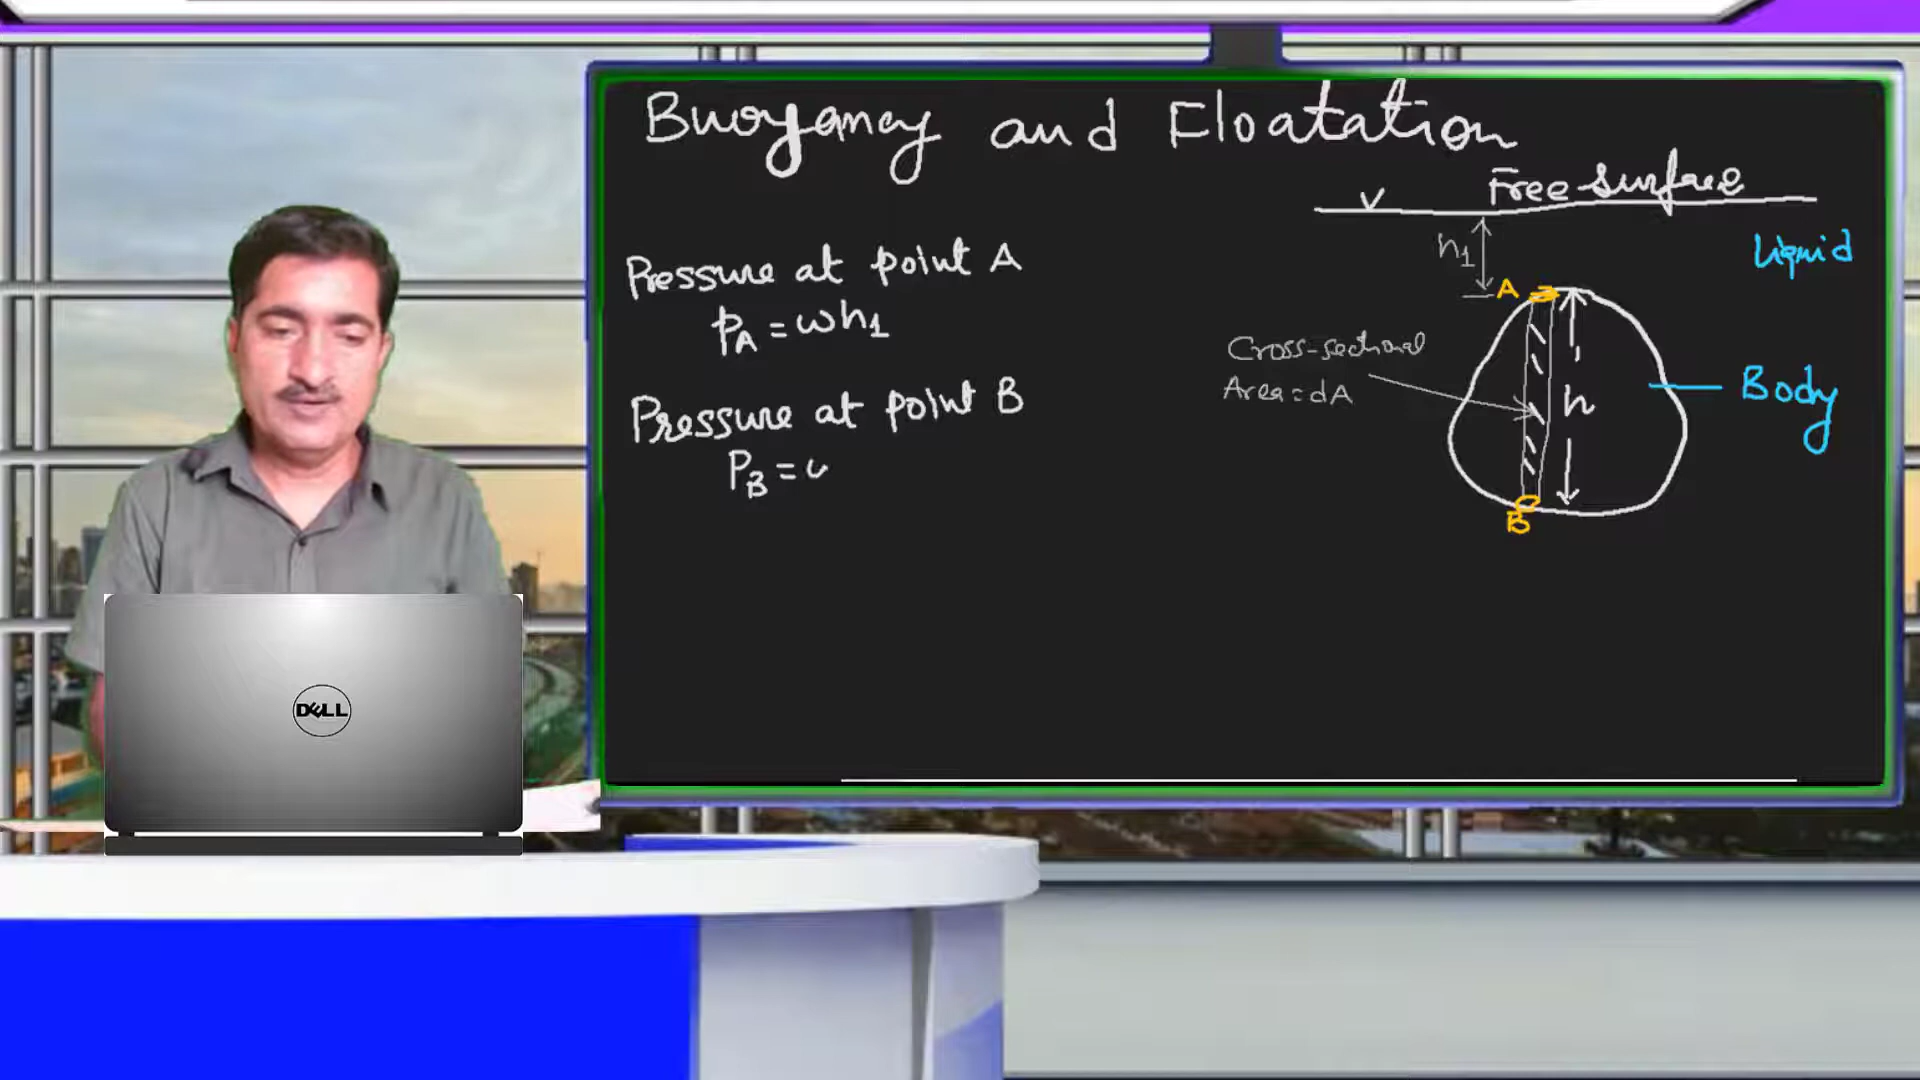 Buoyancy and Floatation
Free surface
Liquid
Pressure at point A
h1
A
PA = wh1
Cross-sectional
Area = dA
h
Body
Pressure at point B
PB =
B
DELL